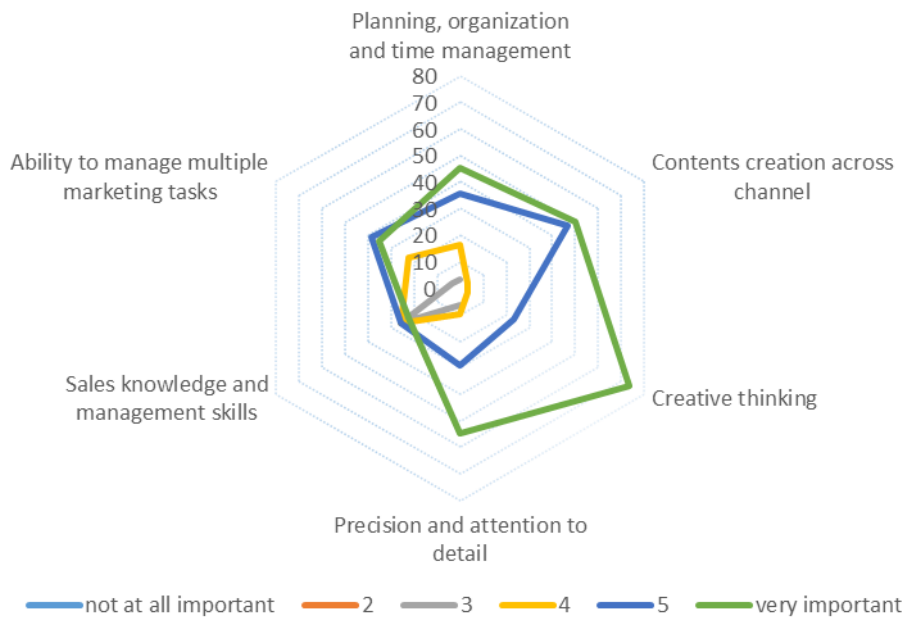 Planning, organization
and time management
80
70
60
50
40
30
20
10
0
Ability to manage multiple
marketing tasks
Contents creation across
channel
Sales knowledge and
management skills
Creative thinking
Precision and attention to
detail
not at all important 2 3 4 5 very important